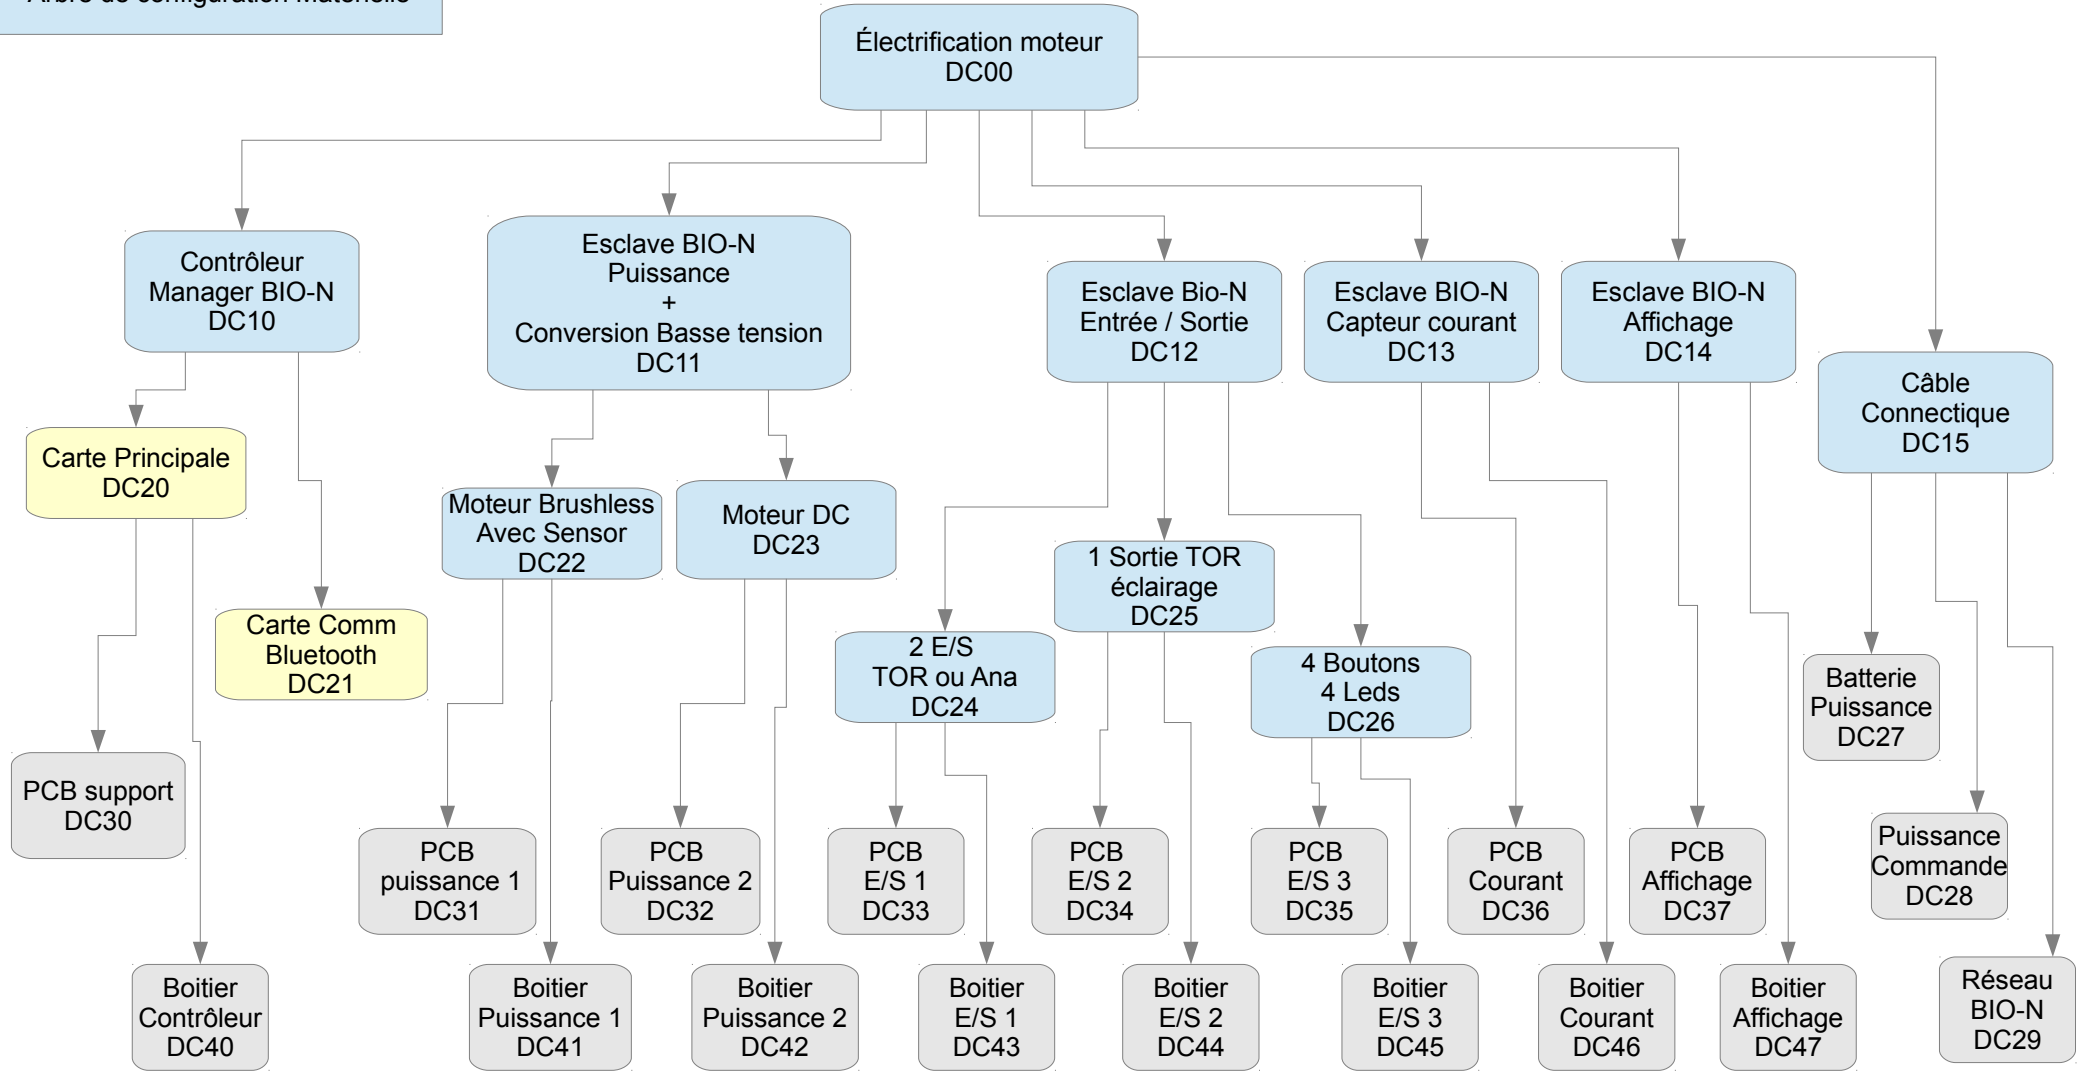 Arbre de configuration Matérielle
Électrification moteur
DC00
Contrôleur
Manager BIO-N
DC10
Esclave BIO-N
Puissance
+
Conversion Basse tension
DC11
Esclave Bio-N
Entrée / Sortie
DC12
Esclave BIO-N
Capteur courant
DC13
Esclave BIO-N
Affichage
DC14
Câble
Connectique
DC15
Carte Principale
DC20
Carte Comm
Bluetooth
DC21
Moteur Brushless
Avec Sensor
DC22
Moteur DC
DC23
2 E/S
TOR ou Ana
DC24
1 Sortie TOR
éclairage
DC25
4 Boutons
4 Leds
DC26
Batterie
Puissance
DC27
Puissance
Commande
DC28
Réseau
BIO-N
DC29
PCB support
DC30
PCB
puissance 1
DC31
PCB
Puissance 2
DC32
PCB
E/S 1
DC33
PCB
E/S 2
DC34
PCB
E/S 3
DC35
PCB
Courant
DC36
PCB
Affichage
DC37
Boitier
Contrôleur
DC40
Boitier
Puissance 1
DC41
Boitier
Puissance 2
DC42
Boitier
E/S 1
DC43
Boitier
E/S 2
DC44
Boitier
E/S 3
DC45
Boitier
Courant
DC46
Boitier
Affichage
DC47